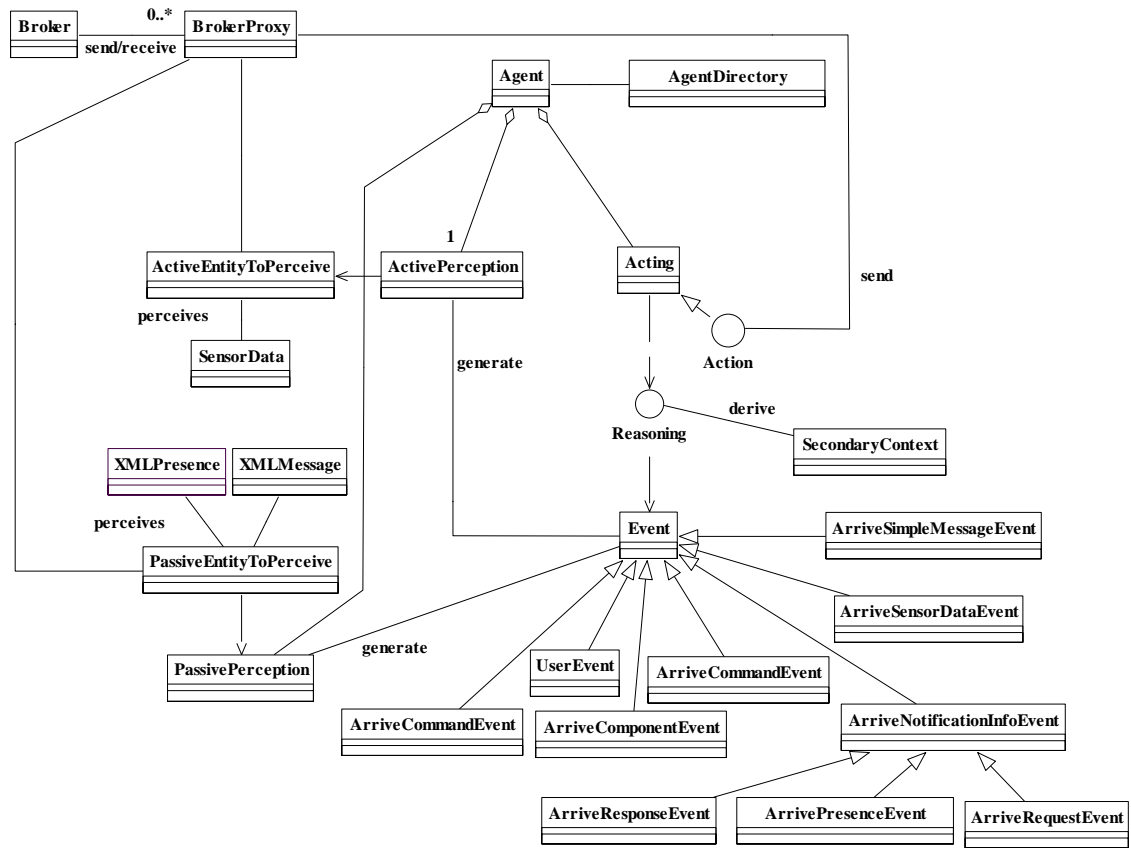 0..*
Broker
BrokerProxy
send/receive
Agent
AgentDirectory
1
ActiveEntityToPerceive
ActivePerception
Acting
send
perceives
SensorData
generate
Action
derive
Reasoning
SecondaryContext
XMLPresence
XMLMessage
perceives
Event
ArriveSimpleMessageEvent
PassiveEntityToPerceive
ArriveSensorDataEvent
generate
PassivePerception
UserEvent
ArriveCommandEvent
ArriveCommandEvent
ArriveComponentEvent
ArriveNotificationInfoEvent
ArriveResponseEvent
ArrivePresenceEvent
ArriveRequestEvent